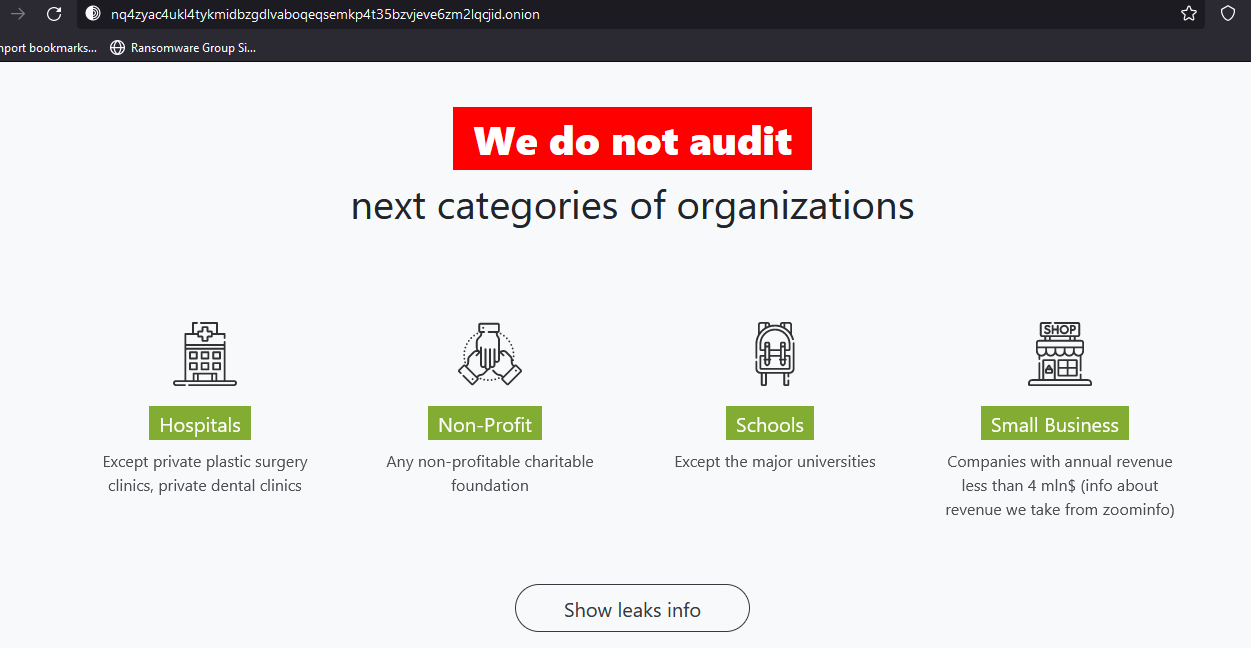 nq4zyac4ukl4tykmidbzgdlvaboqeqsemkp4t35bzvjeve6zm2lqcjid.onion
nport bookmarks... Ransomware Group Si...
We do not audit
next categories of organizations
SHOP
Hospitals Non-Profit Schools Small Business
Except private plastic surgery
clinics, private dental clinics
Any non-profitable charitable
foundation
Except the major universities
Companies with annual revenue
less than 4 mln$ (info about
revenue we take from zoominfo)
Show leaks info